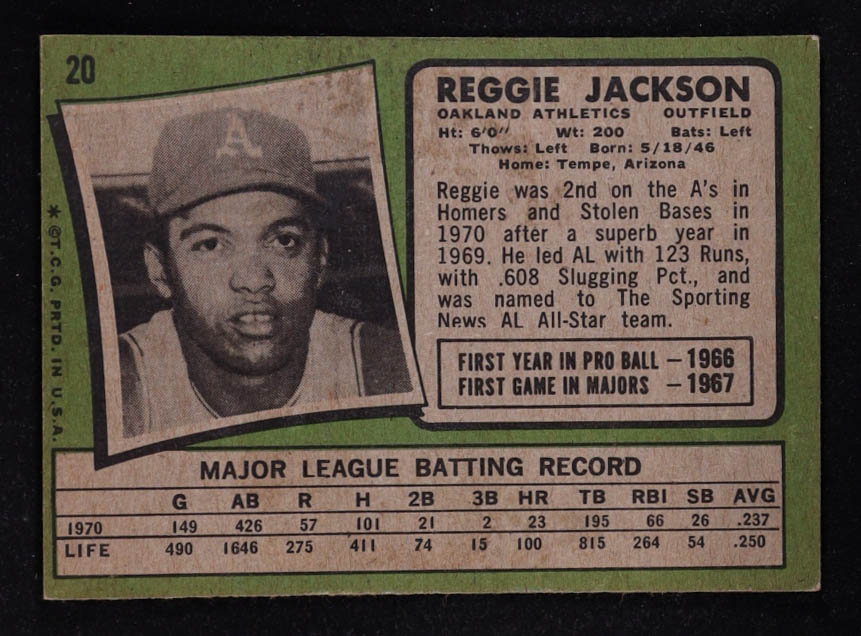 20
A
* ©T.C.G. PRTD. IN U.S.A.
REGGIE JACKSON
OAKLAND ATHLETICS OUTFIELD
Ht: 6'0" Wt: 200 Bats: Left
Thows: Left Born: 5/18/46
Home: Tempe, Arizona
Reggie was 2nd on the A's in
Homers and Stolen Bases in
1970 after a superb year in
1969. He led AL with 123 Runs,
with .608 Slugging Pct., and
was named to The Sporting
News AL All-Star team.
FIRST YEAR IN PRO BALL – 1966
FIRST GAME IN MAJORS – 1967
MAJOR LEAGUE BATTING RECORD
G AB R H 2B 3B HR TB RBI SB AVG
1970 149 426 57 101 21 2 23 195 66 26 .237
LIFE 490 1646 275 411 74 15 100 815 264 54 .250